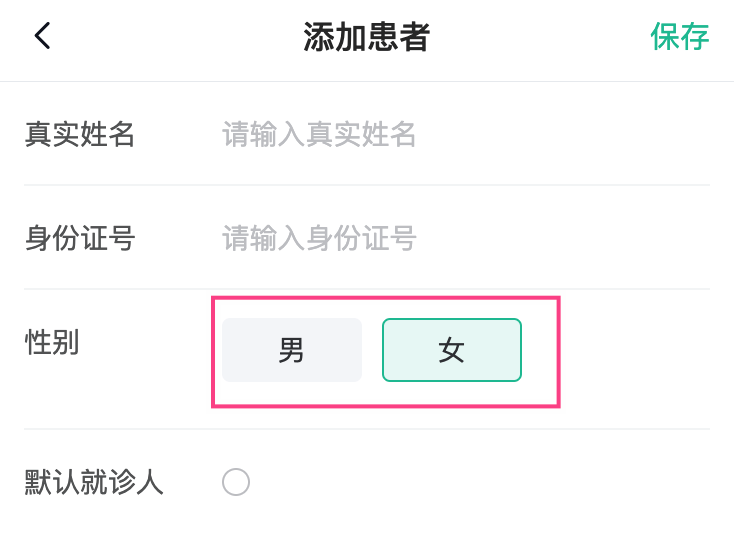 添加患者 保存
真实姓名 请输入真实姓名
身份证号 请输入身份证号
性别 男 女
默认就诊人